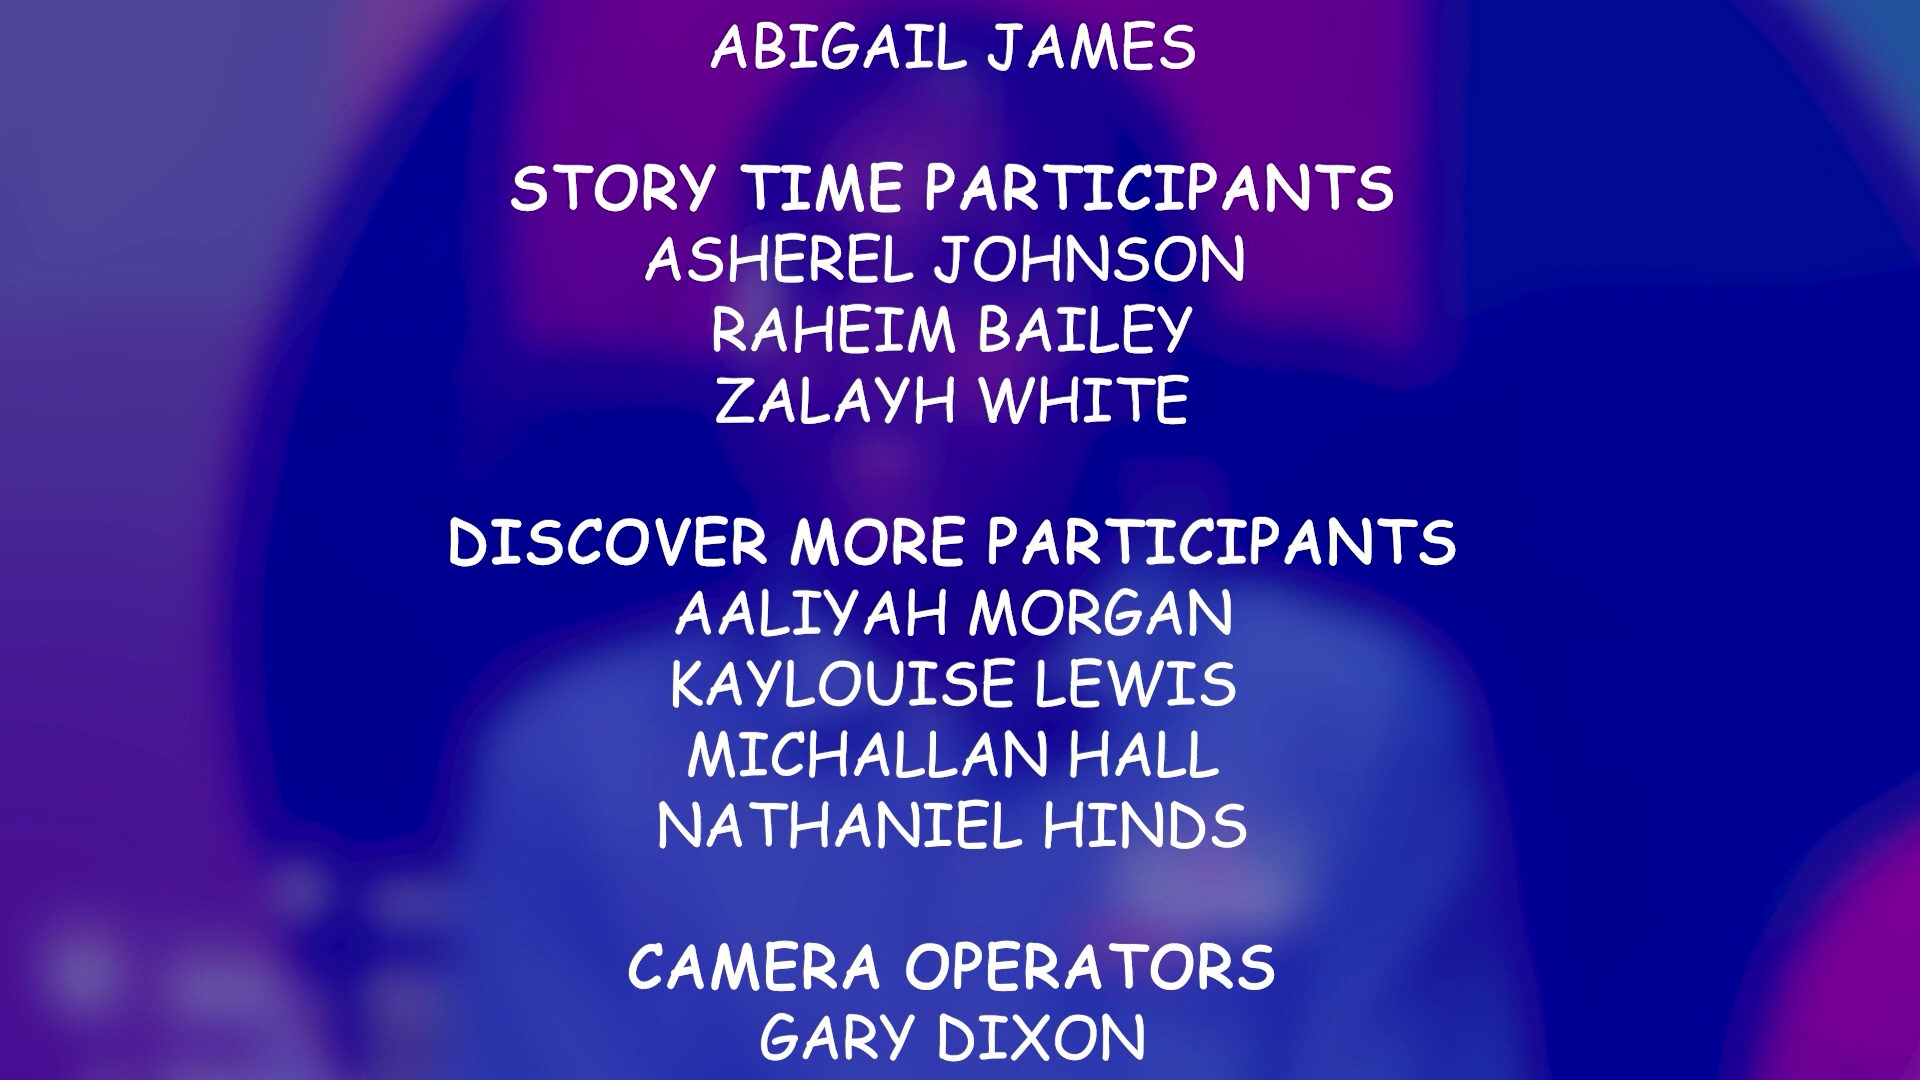 ABIGAIL JAMES
STORY TIME PARTICIPANTS
ASHEREL JOHNSON
RAHEIM BAILEY
ZALAYH WHITE
DISCOVER MORE PARTICIPANTS
AALIYAH MORGAN
KAYLOUISE LEWIS
MICHALLAN HALL
NATHANIEL HINDS
CAMERA OPERATORS
GARY DIXON